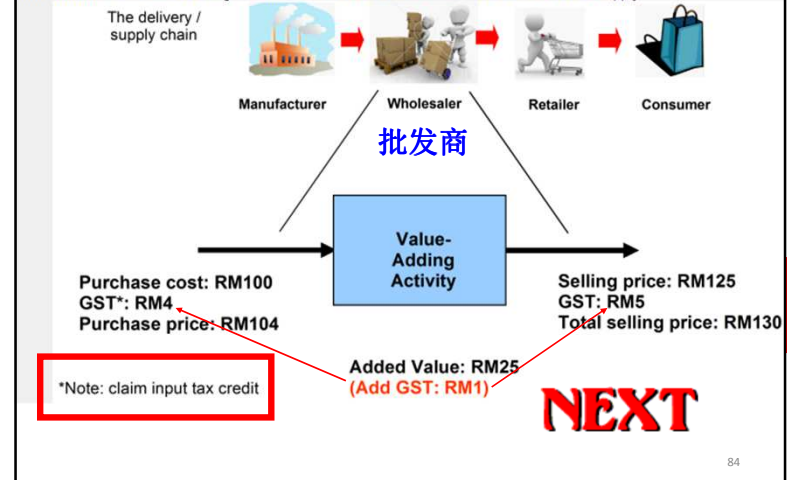 The delivery /
supply chain
Manufacturer
Wholesaler
Retailer
Consumer
批发商
Value-
Adding
Activity
Purchase cost: RM100
GST*: RM4
Purchase price: RM104
Selling price: RM125
GST: RM5
Total selling price: RM130
Added Value: RM25
(Add GST: RM1)
*Note: claim input tax credit
NEXT
84